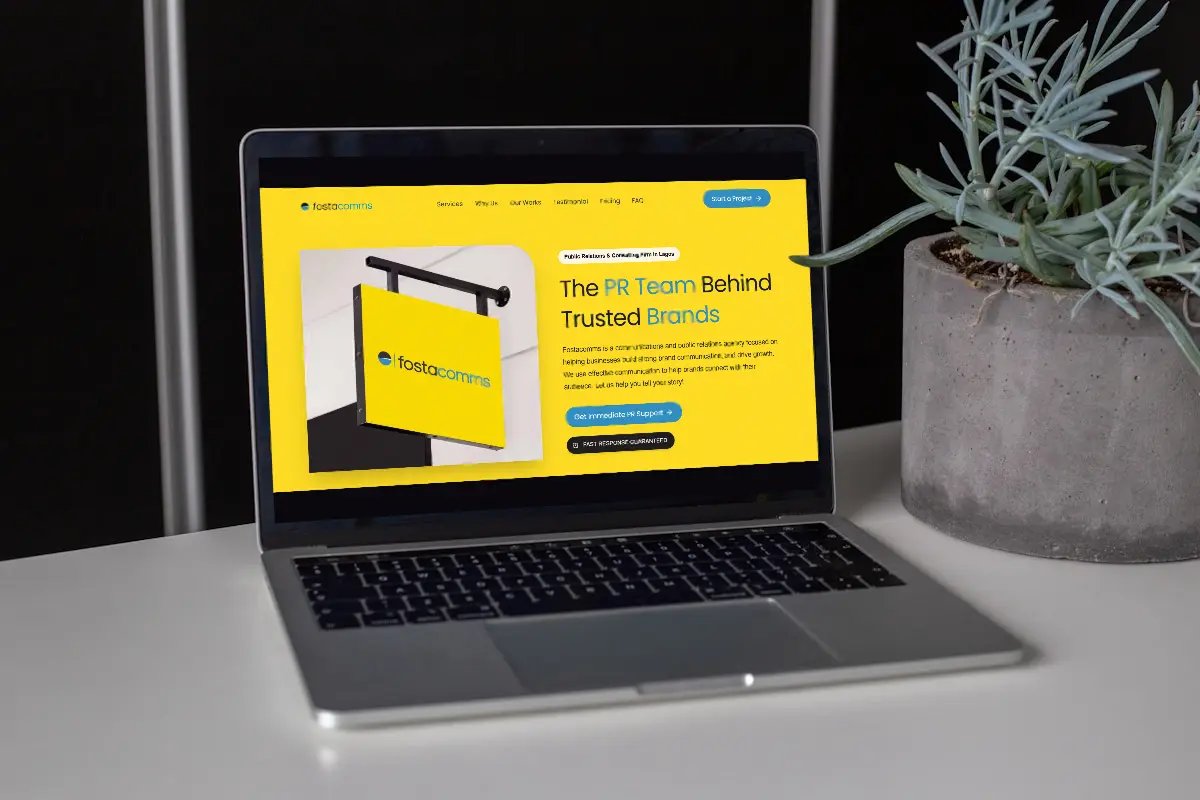 fostacomms
Services Why Us Our Works Testimonial Pricing FAQ
Start a Project →
fostacomms
Public Relations & Consulting Firm in Lagos
The PR Team Behind
Trusted Brands
Fostacomms is a communications and public relations agency focused on
helping businesses build strong brand communication, and drive growth.
We use effective communication to help brands connect with their
audience. Let us help you tell your story!
Get Immediate PR Support →
FAST RESPONSE GUARANTEED